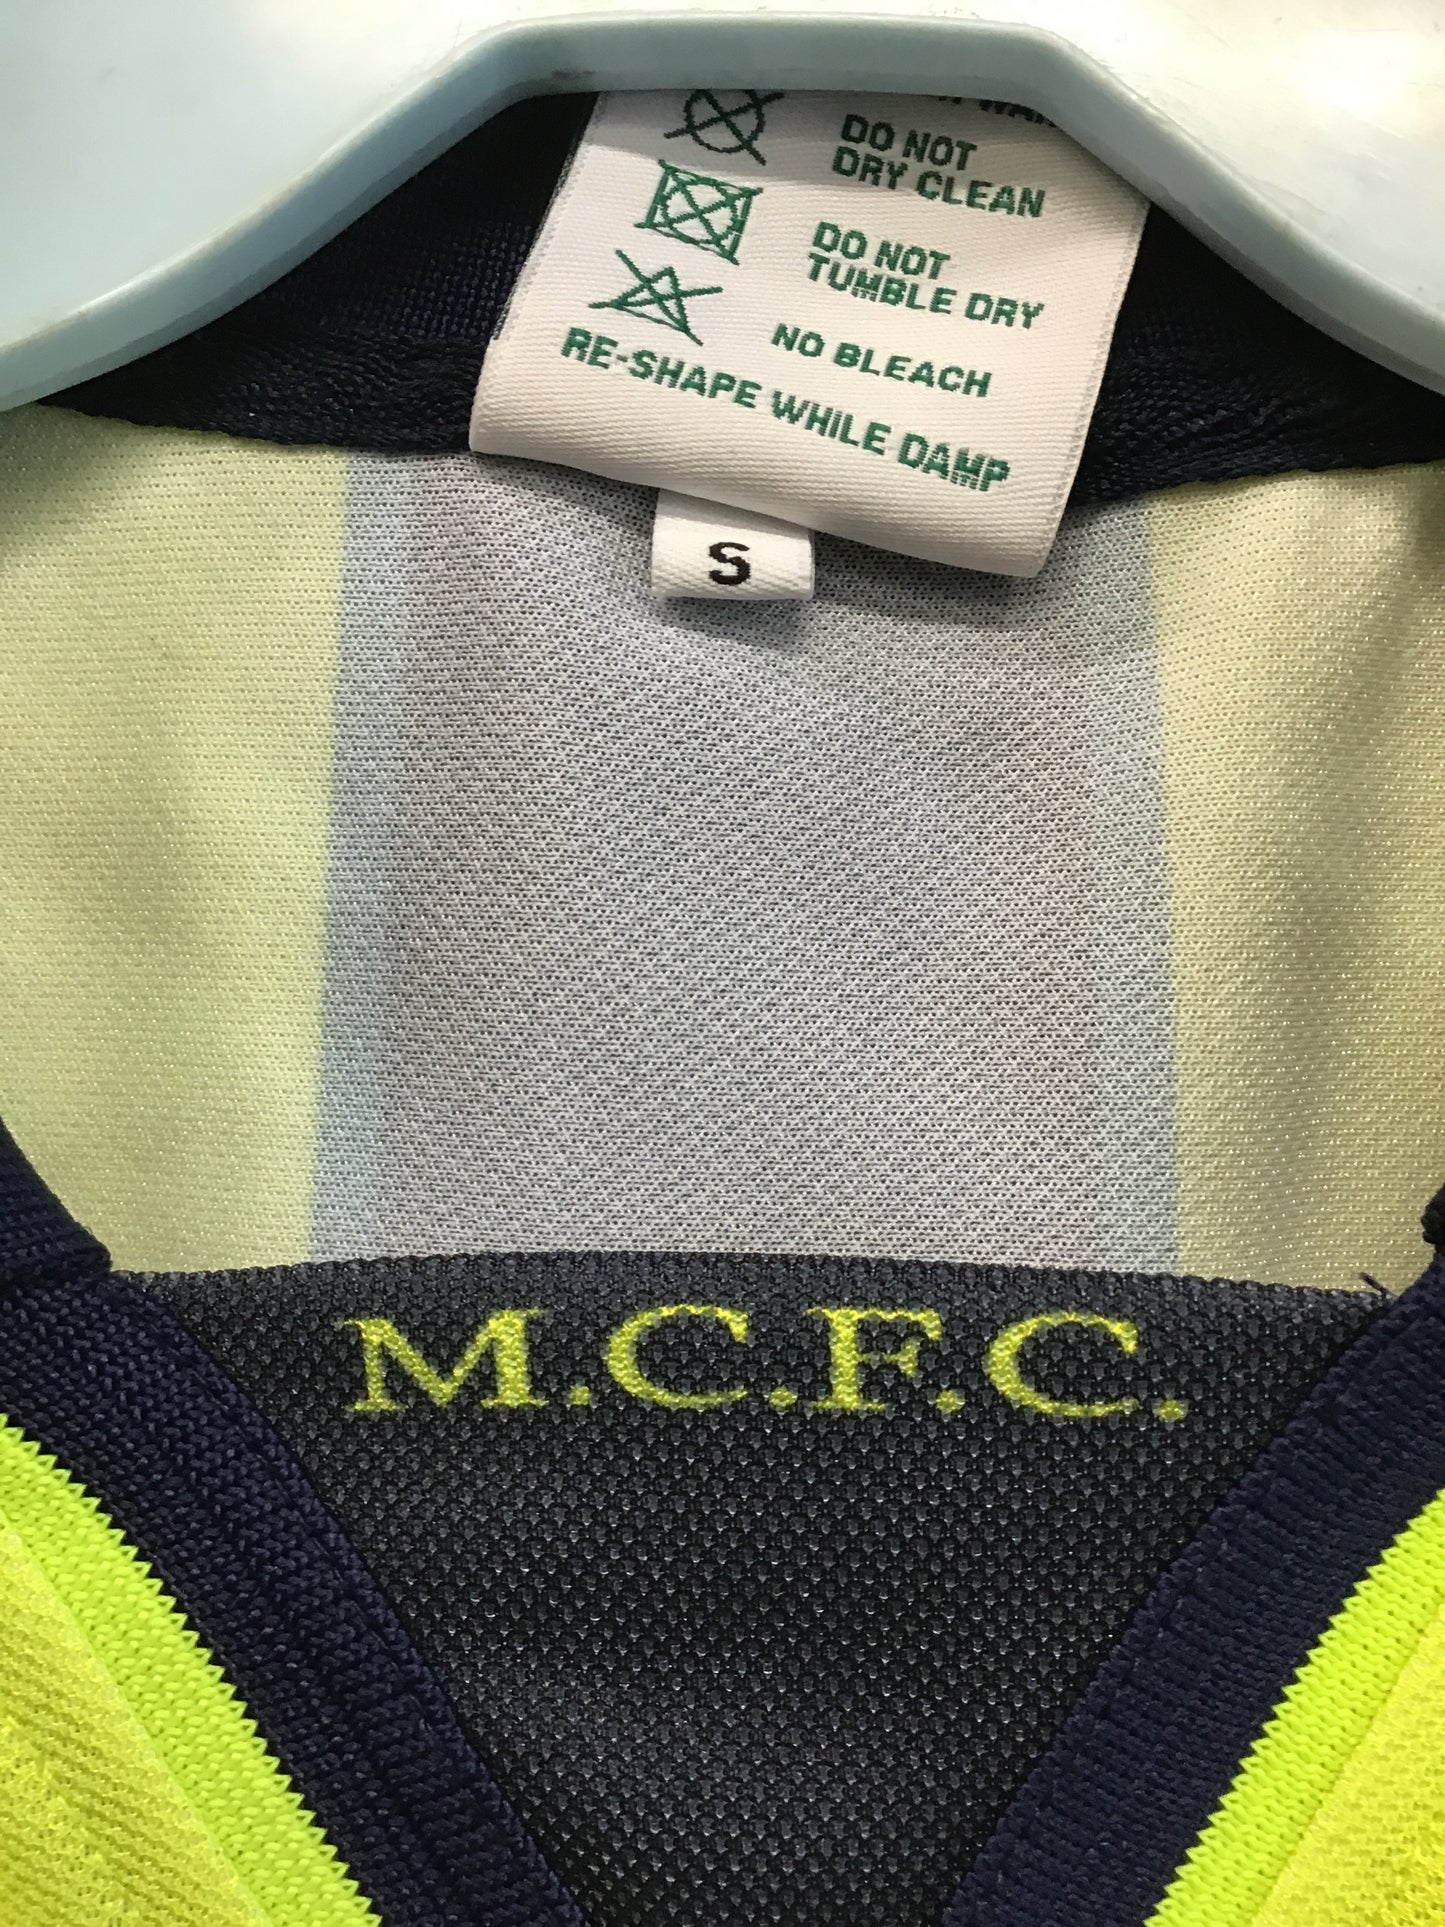 DO NOT
DRY CLEAN
DO NOT
TUMBLE DRY
NO BLEACH
RE-SHAPE WHILE DAMP
S
M.C.F.C.